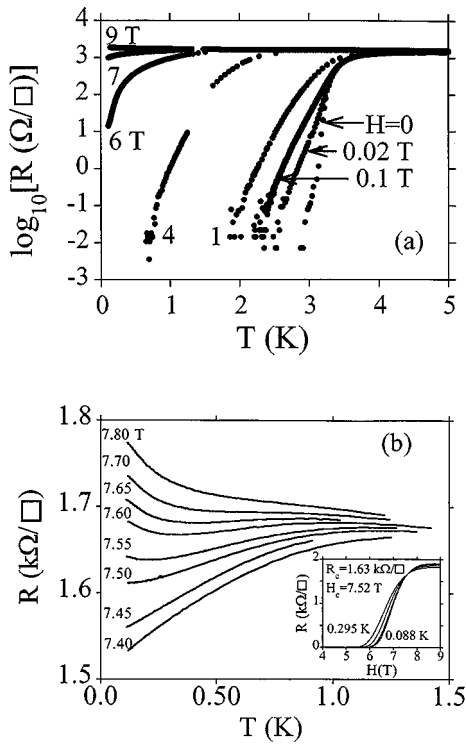 4
3
2
1
0
-1
-2
-3
log10[R (Ω/□)]
9 T
7
6 T
4
1
H=0
0.02 T
0.1 T
(a)
0 1 2 3 4 5
T (K)
1.8
1.7
1.6
1.5
R (kΩ/□)
(b)
7.80 T
7.70
7.65
7.60
7.55
7.50
7.45
7.40
2
1
0
R (kΩ/□)
Rc=1.63 kΩ/□
Hc=7.52 T
0.295 K
0.088 K
4 5 6 7 8 9
H(T)
0.0 0.50 1.0 1.5
T (K)